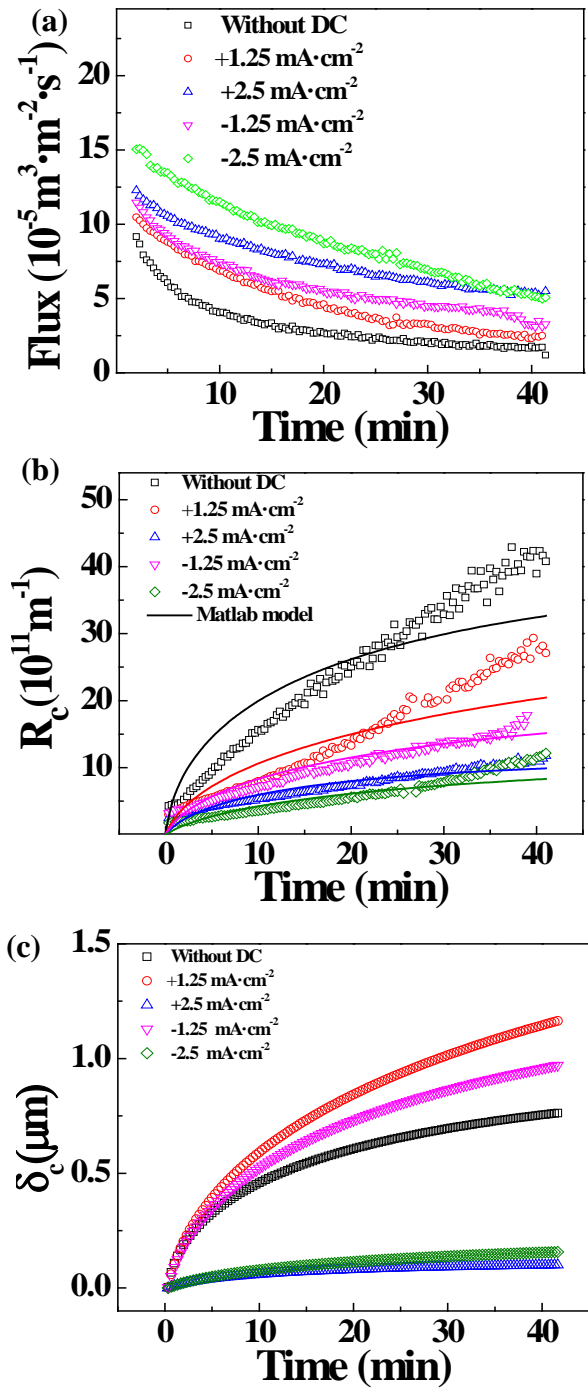 (a)
Without DC
+1.25 mA·cm-2
+2.5 mA·cm-2
-1.25 mA·cm-2
-2.5 mA·cm-2
Flux (10-5m3·m-2·s-1)
20
15
10
5
0
10
20
30
40
Time (min)
(b)
Without DC
+1.25 mA·cm-2
+2.5 mA·cm-2
-1.25 mA·cm-2
-2.5 mA·cm-2
Matlab model
Rc(1011m-1)
50
40
30
20
10
0
10
20
30
40
Time (min)
(c)
Without DC
+1.25 mA·cm-2
+2.5 mA·cm-2
-1.25 mA·cm-2
-2.5 mA·cm-2
δc(μm)
1.5
1.0
0.5
0.0
0
10
20
30
40
Time (min)